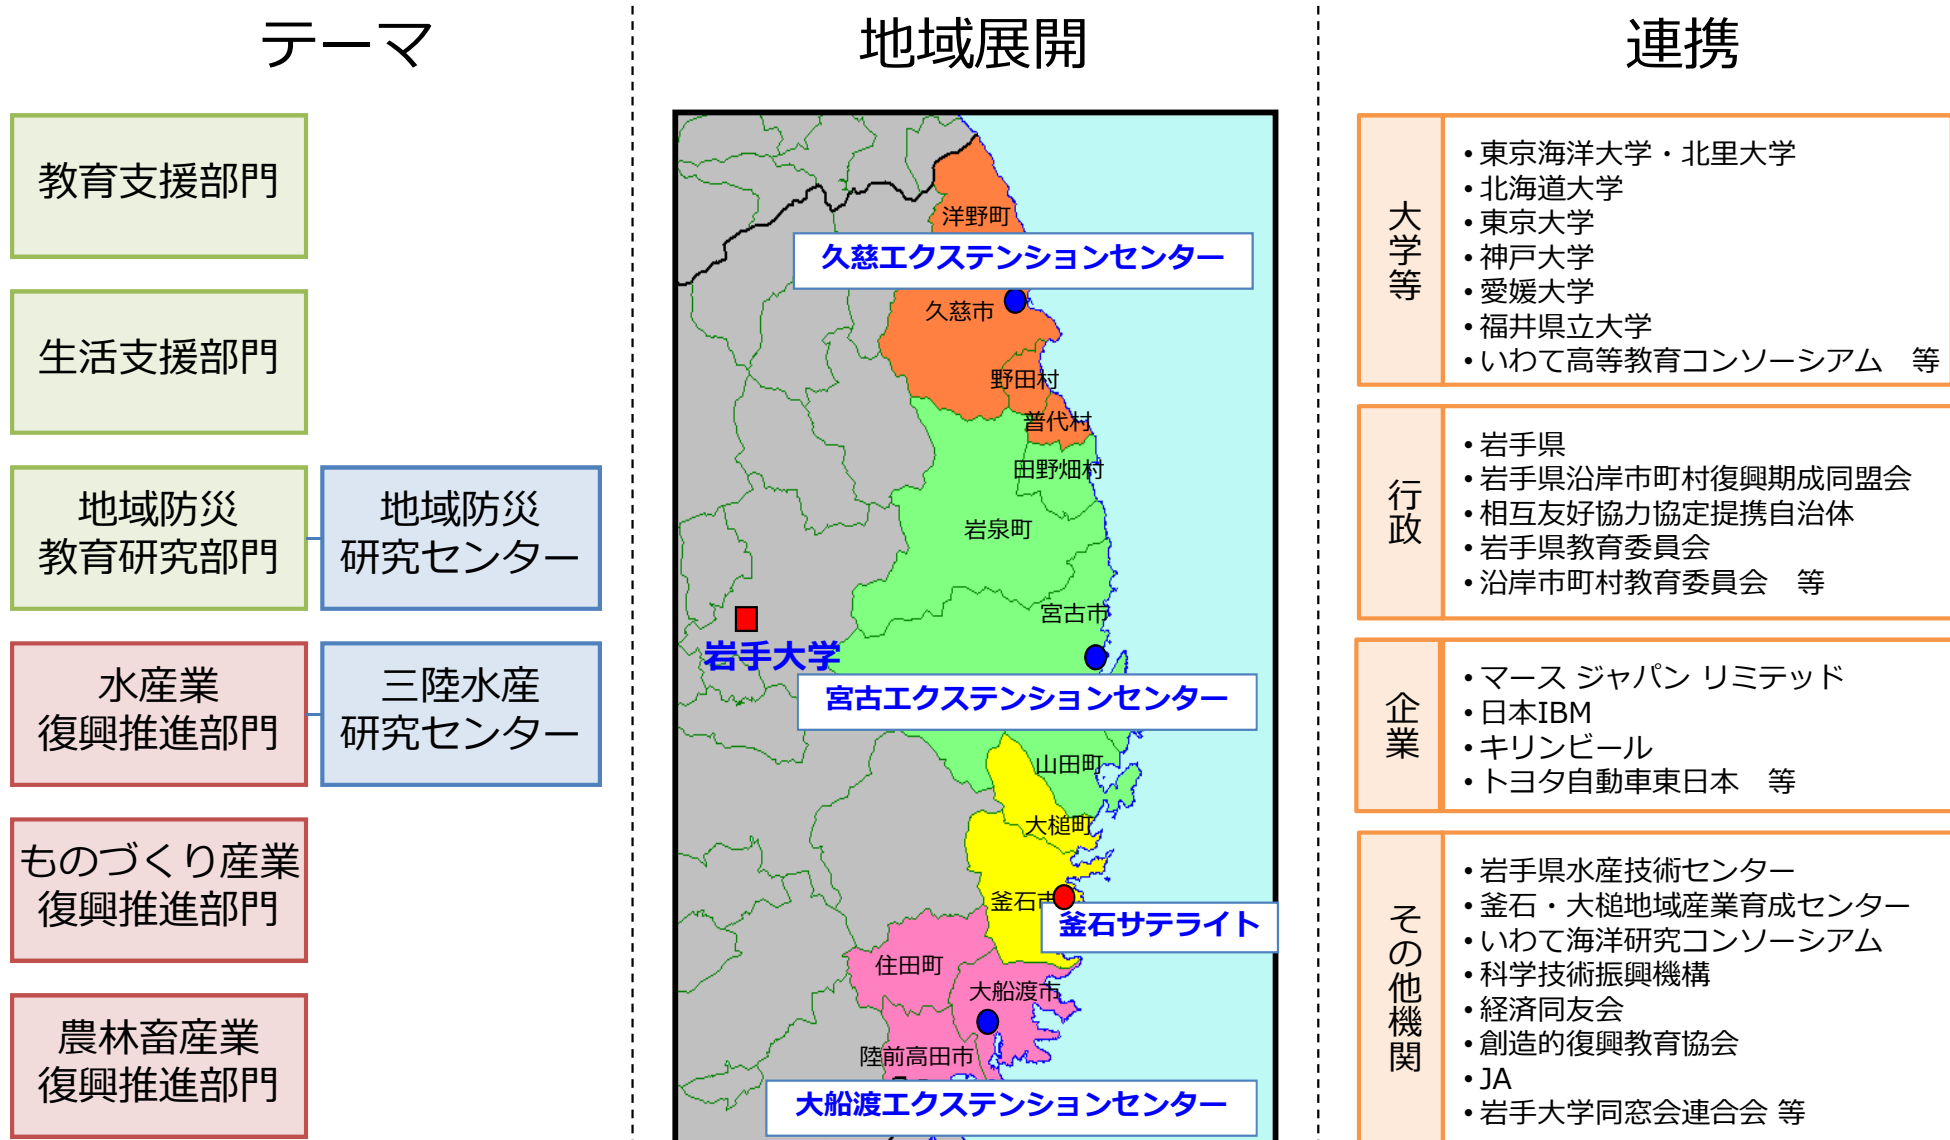 テーマ
教育支援部門
生活支援部門
地域防災
教育研究部門
地域防災
研究センター
水産業
復興推進部門
三陸水産
研究センター
ものづくり産業
復興推進部門
農林畜産業
復興推進部門
地域展開
洋野町
久慈エクステンションセンター
久慈市
野田村
普代村
田野畑村
岩泉町
宮古市
岩手大学
宮古エクステンションセンター
山田町
大槌町
釜石市
釜石サテライト
住田町
大船渡市
陸前高田市
大船渡エクステンションセンター
連携
大学等
•東京海洋大学・北里大学
•北海道大学
•東京大学
•神戸大学
•愛媛大学
•福井県立大学
•いわて高等教育コンソーシアム　等
行政
•岩手県
•岩手県沿岸市町村復興期成同盟会
•相互友好協力協定提携自治体
•岩手県教育委員会
•沿岸市町村教育委員会　等
企業
•マース ジャパン リミテッド
•日本IBM
•キリンビール
•トヨタ自動車東日本　等
その他機関
•岩手県水産技術センター
•釜石・大槌地域産業育成センター
•いわて海洋研究コンソーシアム
•科学技術振興機構
•経済同友会
•創造的復興教育協会
•JA
•岩手大学同窓会連合会 等